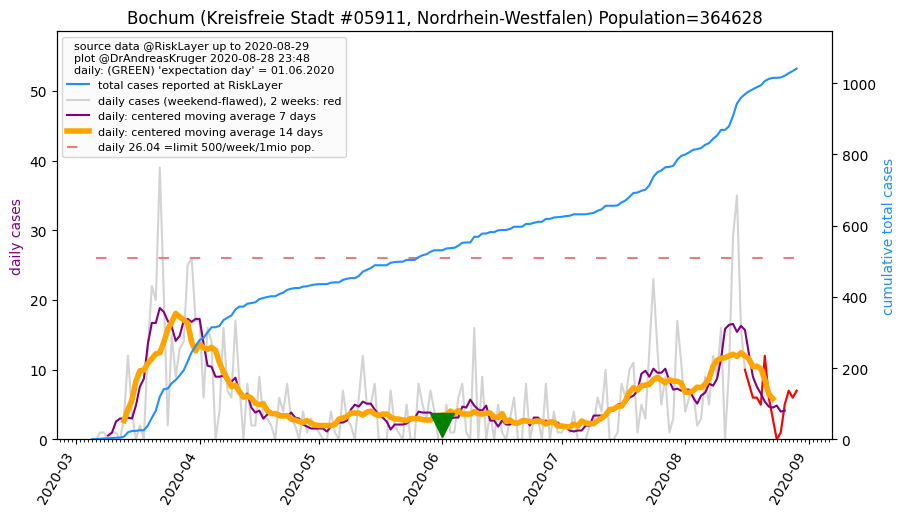 Bochum (Kreisfreie Stadt #05911, Nordrhein-Westfalen) Population=364628
source data @RiskLayer up to 2020-08-29
plot @DrAndreasKruger 2020-08-28 23:48
daily: (GREEN) 'expectation day' = 01.06.2020
total cases reported at RiskLayer
daily cases (weekend-flawed), 2 weeks: red
daily: centered moving average 7 days
daily: centered moving average 14 days
daily 26.04 =limit 500/week/1mio pop.
daily cases
50
40
30
20
10
0
1000
800
600
400
200
0
cumulative total cases
2020-03
2020-04
2020-05
2020-06
2020-07
2020-08
2020-09